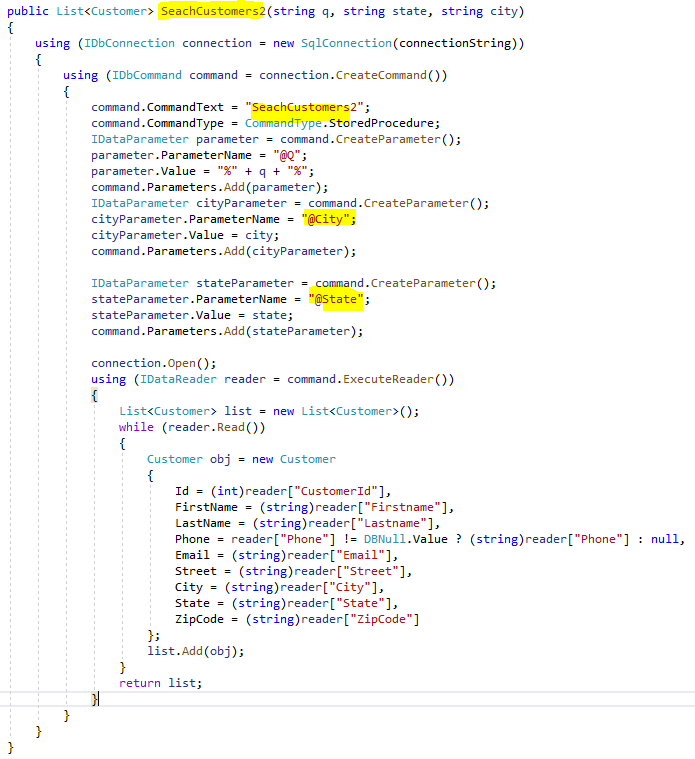 public List<Customer> SeachCustomers2(string q, string state, string city)
{
using (IDbConnection connection = new SqlConnection(connectionString))
{
using (IDbCommand command = connection.CreateCommand())
{
command.CommandText = "SeachCustomers2";
command.CommandType = CommandType.StoredProcedure;
IDataParameter parameter = command.CreateParameter();
parameter.ParameterName = "@Q";
parameter.Value = "%" + q + "%";
command.Parameters.Add(parameter);
IDataParameter cityParameter = command.CreateParameter();
cityParameter.ParameterName = "@City";
cityParameter.Value = city;
command.Parameters.Add(cityParameter);
IDataParameter stateParameter = command.CreateParameter();
stateParameter.ParameterName = "@State";
stateParameter.Value = state;
command.Parameters.Add(stateParameter);
connection.Open();
using (IDataReader reader = command.ExecuteReader())
{
List<Customer> list = new List<Customer>();
while (reader.Read())
{
Customer obj = new Customer
{
Id = (int)reader["CustomerId"],
FirstName = (string)reader["Firstname"],
LastName = (string)reader["Lastname"],
Phone = reader["Phone"] != DBNull.Value ? (string)reader["Phone"] : null,
Email = (string)reader["Email"],
Street = (string)reader["Street"],
City = (string)reader["City"],
State = (string)reader["State"],
ZipCode = (string)reader["ZipCode"]
};
list.Add(obj);
}
return list;
}
}
}
}